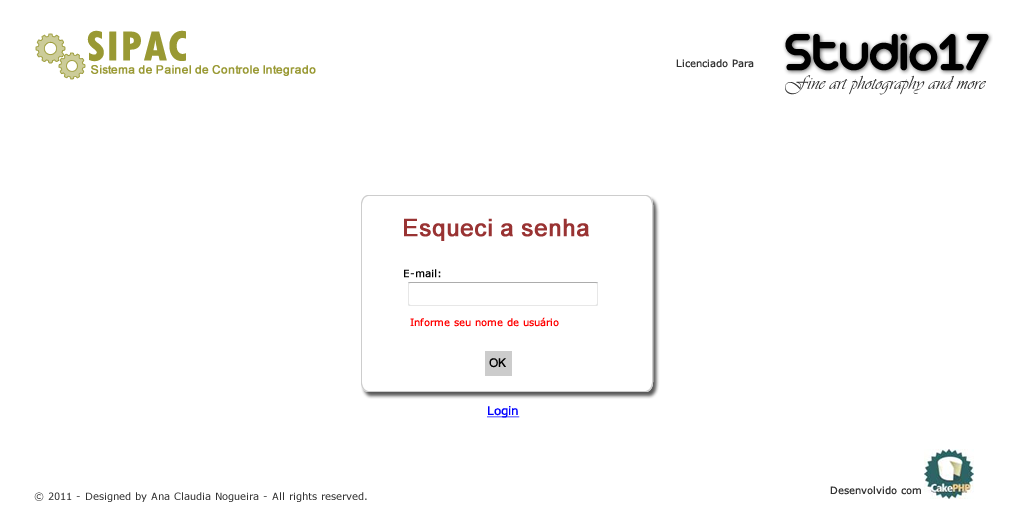 SIPAC
Sistema de Painel de Controle Integrado
Licenciado Para
Studio17
Fine art photography and more
Esqueci a senha
E-mail:
Informe seu nome de usuário
OK
Login
© 2011 - Designed by Ana Claudia Nogueira - All rights reserved.
Desenvolvido com
CakePHP